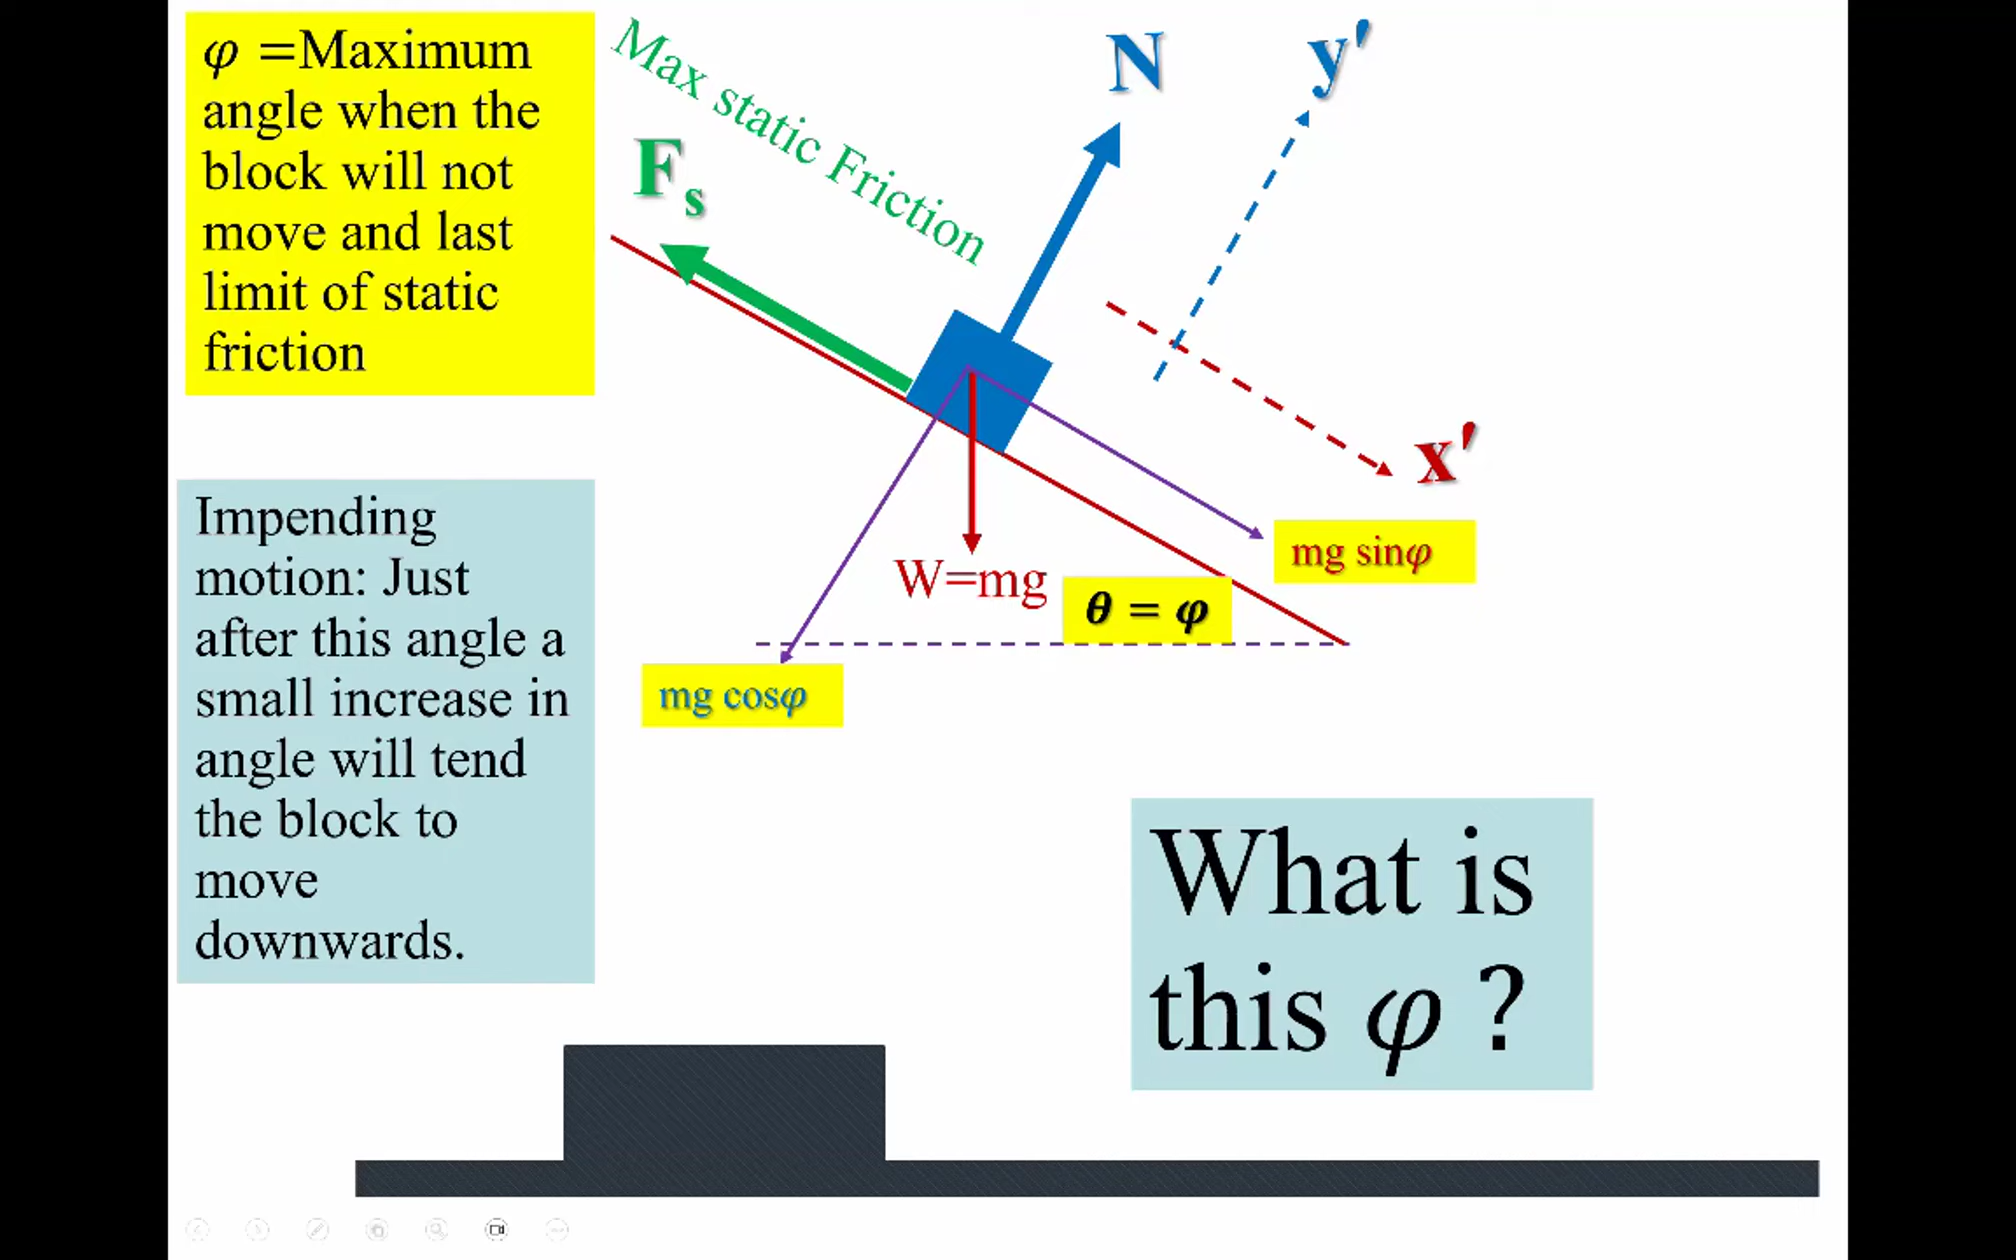 φ =Maximum
angle when the
block will not
move and last
limit of static
friction
Max static Friction
Fs
N
y′
x′
mg sinφ
W=mg
θ = φ
mg cosφ
Impending
motion: Just
after this angle a
small increase in
angle will tend
the block to
move
downwards.
What is
this φ ?